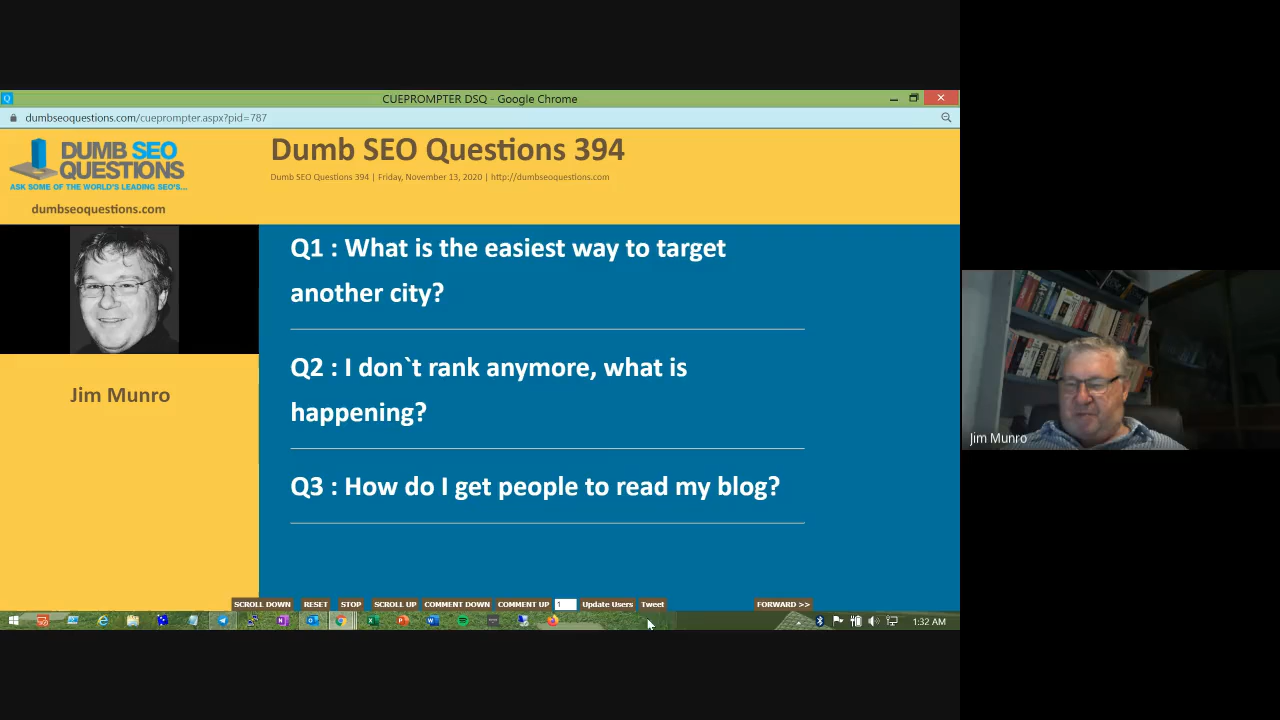 CUEPROMPTER DSQ - Google Chrome
dumbseoquestions.com/cueprompter.aspx?pid=787
DUMB SEO
QUESTIONS
ASK SOME OF THE WORLD'S LEADING SEO'S...
dumbseoquestions.com
Dumb SEO Questions 394
Dumb SEO Questions 394 | Friday, November 13, 2020 | http://dumbseoquestions.com
Jim Munro
Q1 : What is the easiest way to target
another city?
Q2 : I don`t rank anymore, what is
happening?
Q3 : How do I get people to read my blog?
Jim Munro
SCROLL DOWN RESET STOP SCROLL UP COMMENT DOWN COMMENT UP 1 Update Users Tweet FORWARD >>
1:32 AM